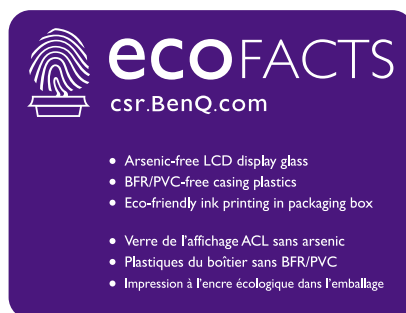 ecoFACTS
csr.BenQ.com
• Arsenic-free LCD display glass
• BFR/PVC-free casing plastics
• Eco-friendly ink printing in packaging box
• Verre de l'affichage ACL sans arsenic
• Plastiques du boîtier sans BFR/PVC
• Impression à l'encre écologique dans l'emballage